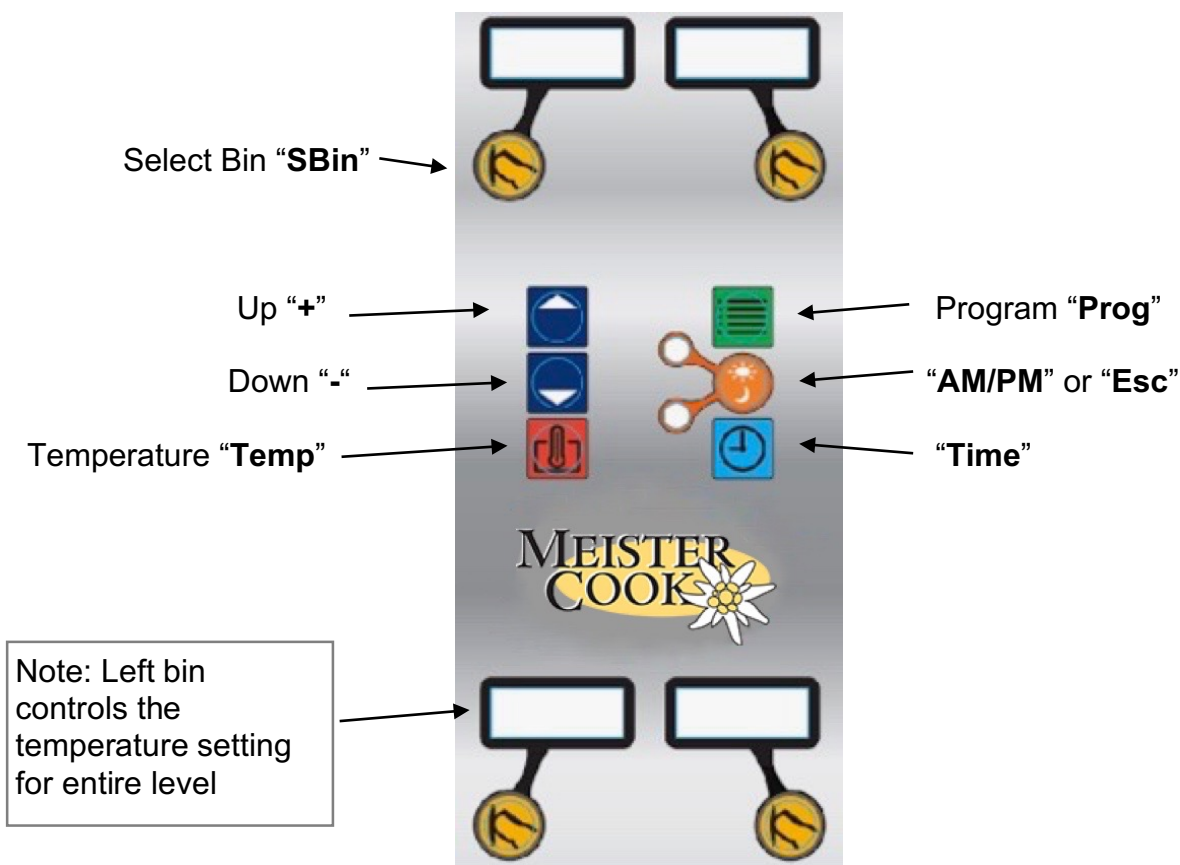 Select Bin “SBin”
Up “+”
Program “Prog”
Down “-“
“AM/PM” or “Esc”
Temperature “Temp”
“Time”
MEISTER
COOK
Note: Left bin
controls the
temperature setting
for entire level